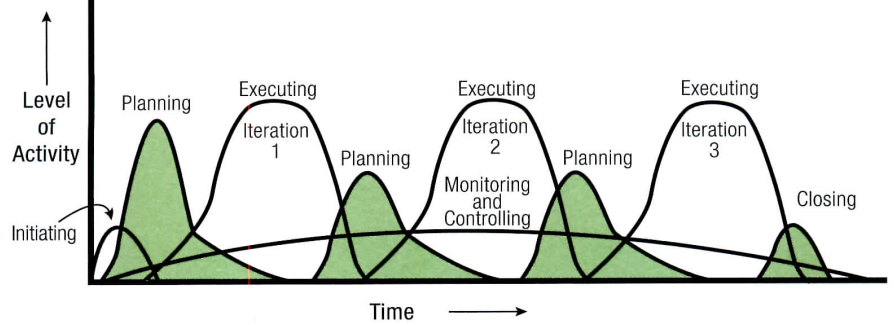 Level
of
Activity
Initiating
Planning
Executing
Iteration
1
Planning
Executing
Iteration
2
Monitoring
and
Controlling
Planning
Executing
Iteration
3
Closing
Time